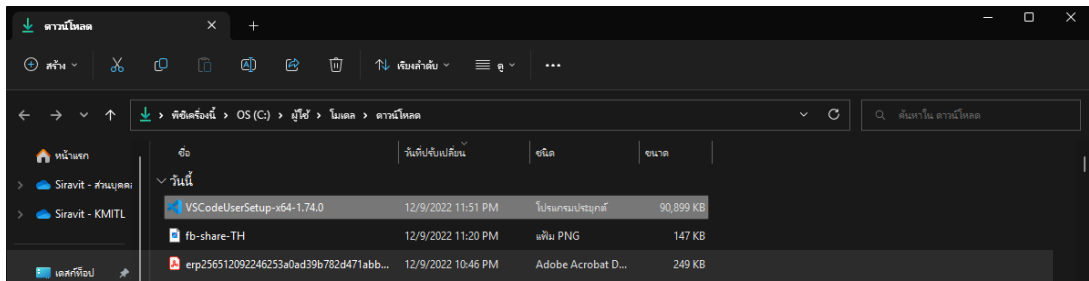 ดาวน์โหลด
สร้าง เรียงลำดับ ดู
พีซีเครื่องนี้ > OS (C:) > ผู้ใช้ > โมเดล > ดาวน์โหลด ค้นหาใน ดาวน์โหลด
หน้าแรก
Siravit - ส่วนบุคคล
Siravit - KMITL
เดสก์ท็อป
ชื่อ วันที่ปรับเปลี่ยน ชนิด ขนาด
วันนี้
VSCodeUserSetup-x64-1.74.0 12/9/2022 11:51 PM โปรแกรมประยุกต์ 90,899 KB
fb-share-TH 12/9/2022 11:20 PM แฟ้ม PNG 147 KB
erp256512092246253a0ad39b782d471abb... 12/9/2022 10:46 PM Adobe Acrobat D... 249 KB